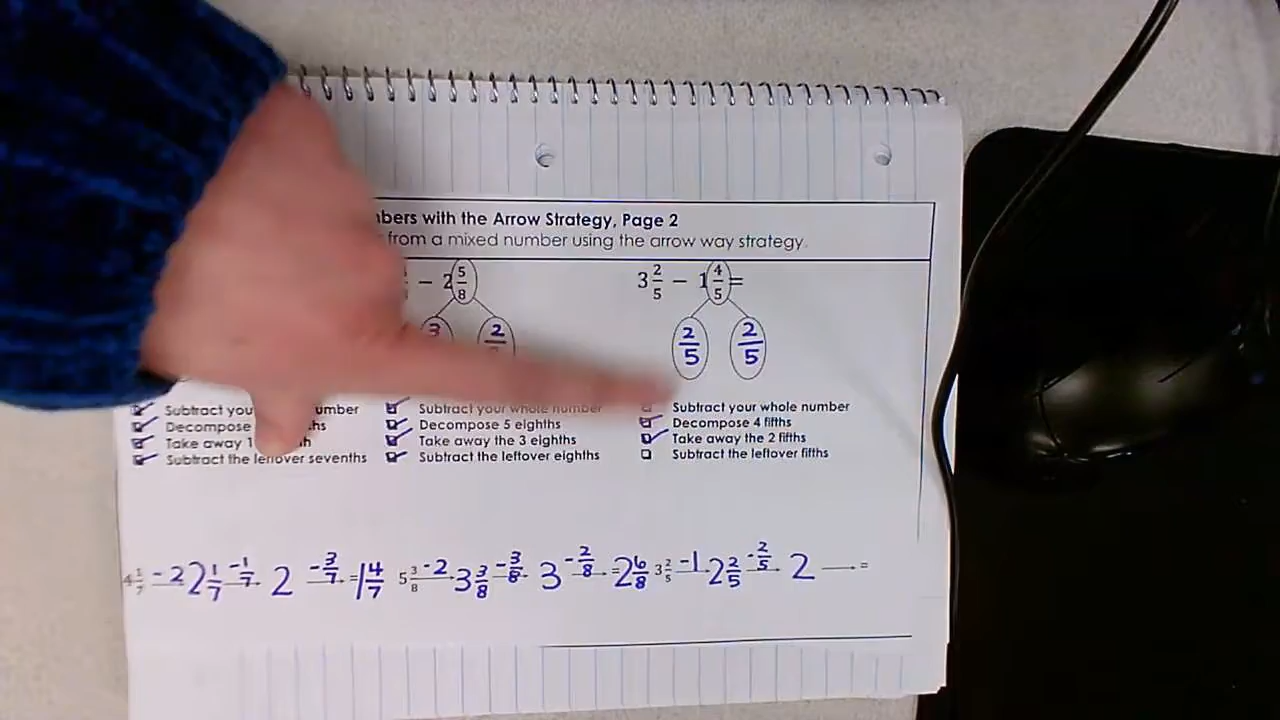 with the Arrow Strategy, Page 2
from a mixed number using the arrow way strategy.
− 2 5/8
3 2/5 − 1 4/5 =
3 2
2/5 2/5
Subtract Subtract your whole number Subtract your whole number
Decompose Decompose 5 eighths Decompose 4 fifths
Take away 1 Take away the 3 eighths Take away the 2 fifths
Subtract the leftover sevenths Subtract the leftover eighths Subtract the leftover fifths
4 1/7 -2 2 1/7 -1/7 2 -3/7 = 1 4/7 5 3/8 -2 3 3/8 -3/8 3 -2/8 = 2 6/8 3 2/5 -1 2 2/5 -2/5 2 =